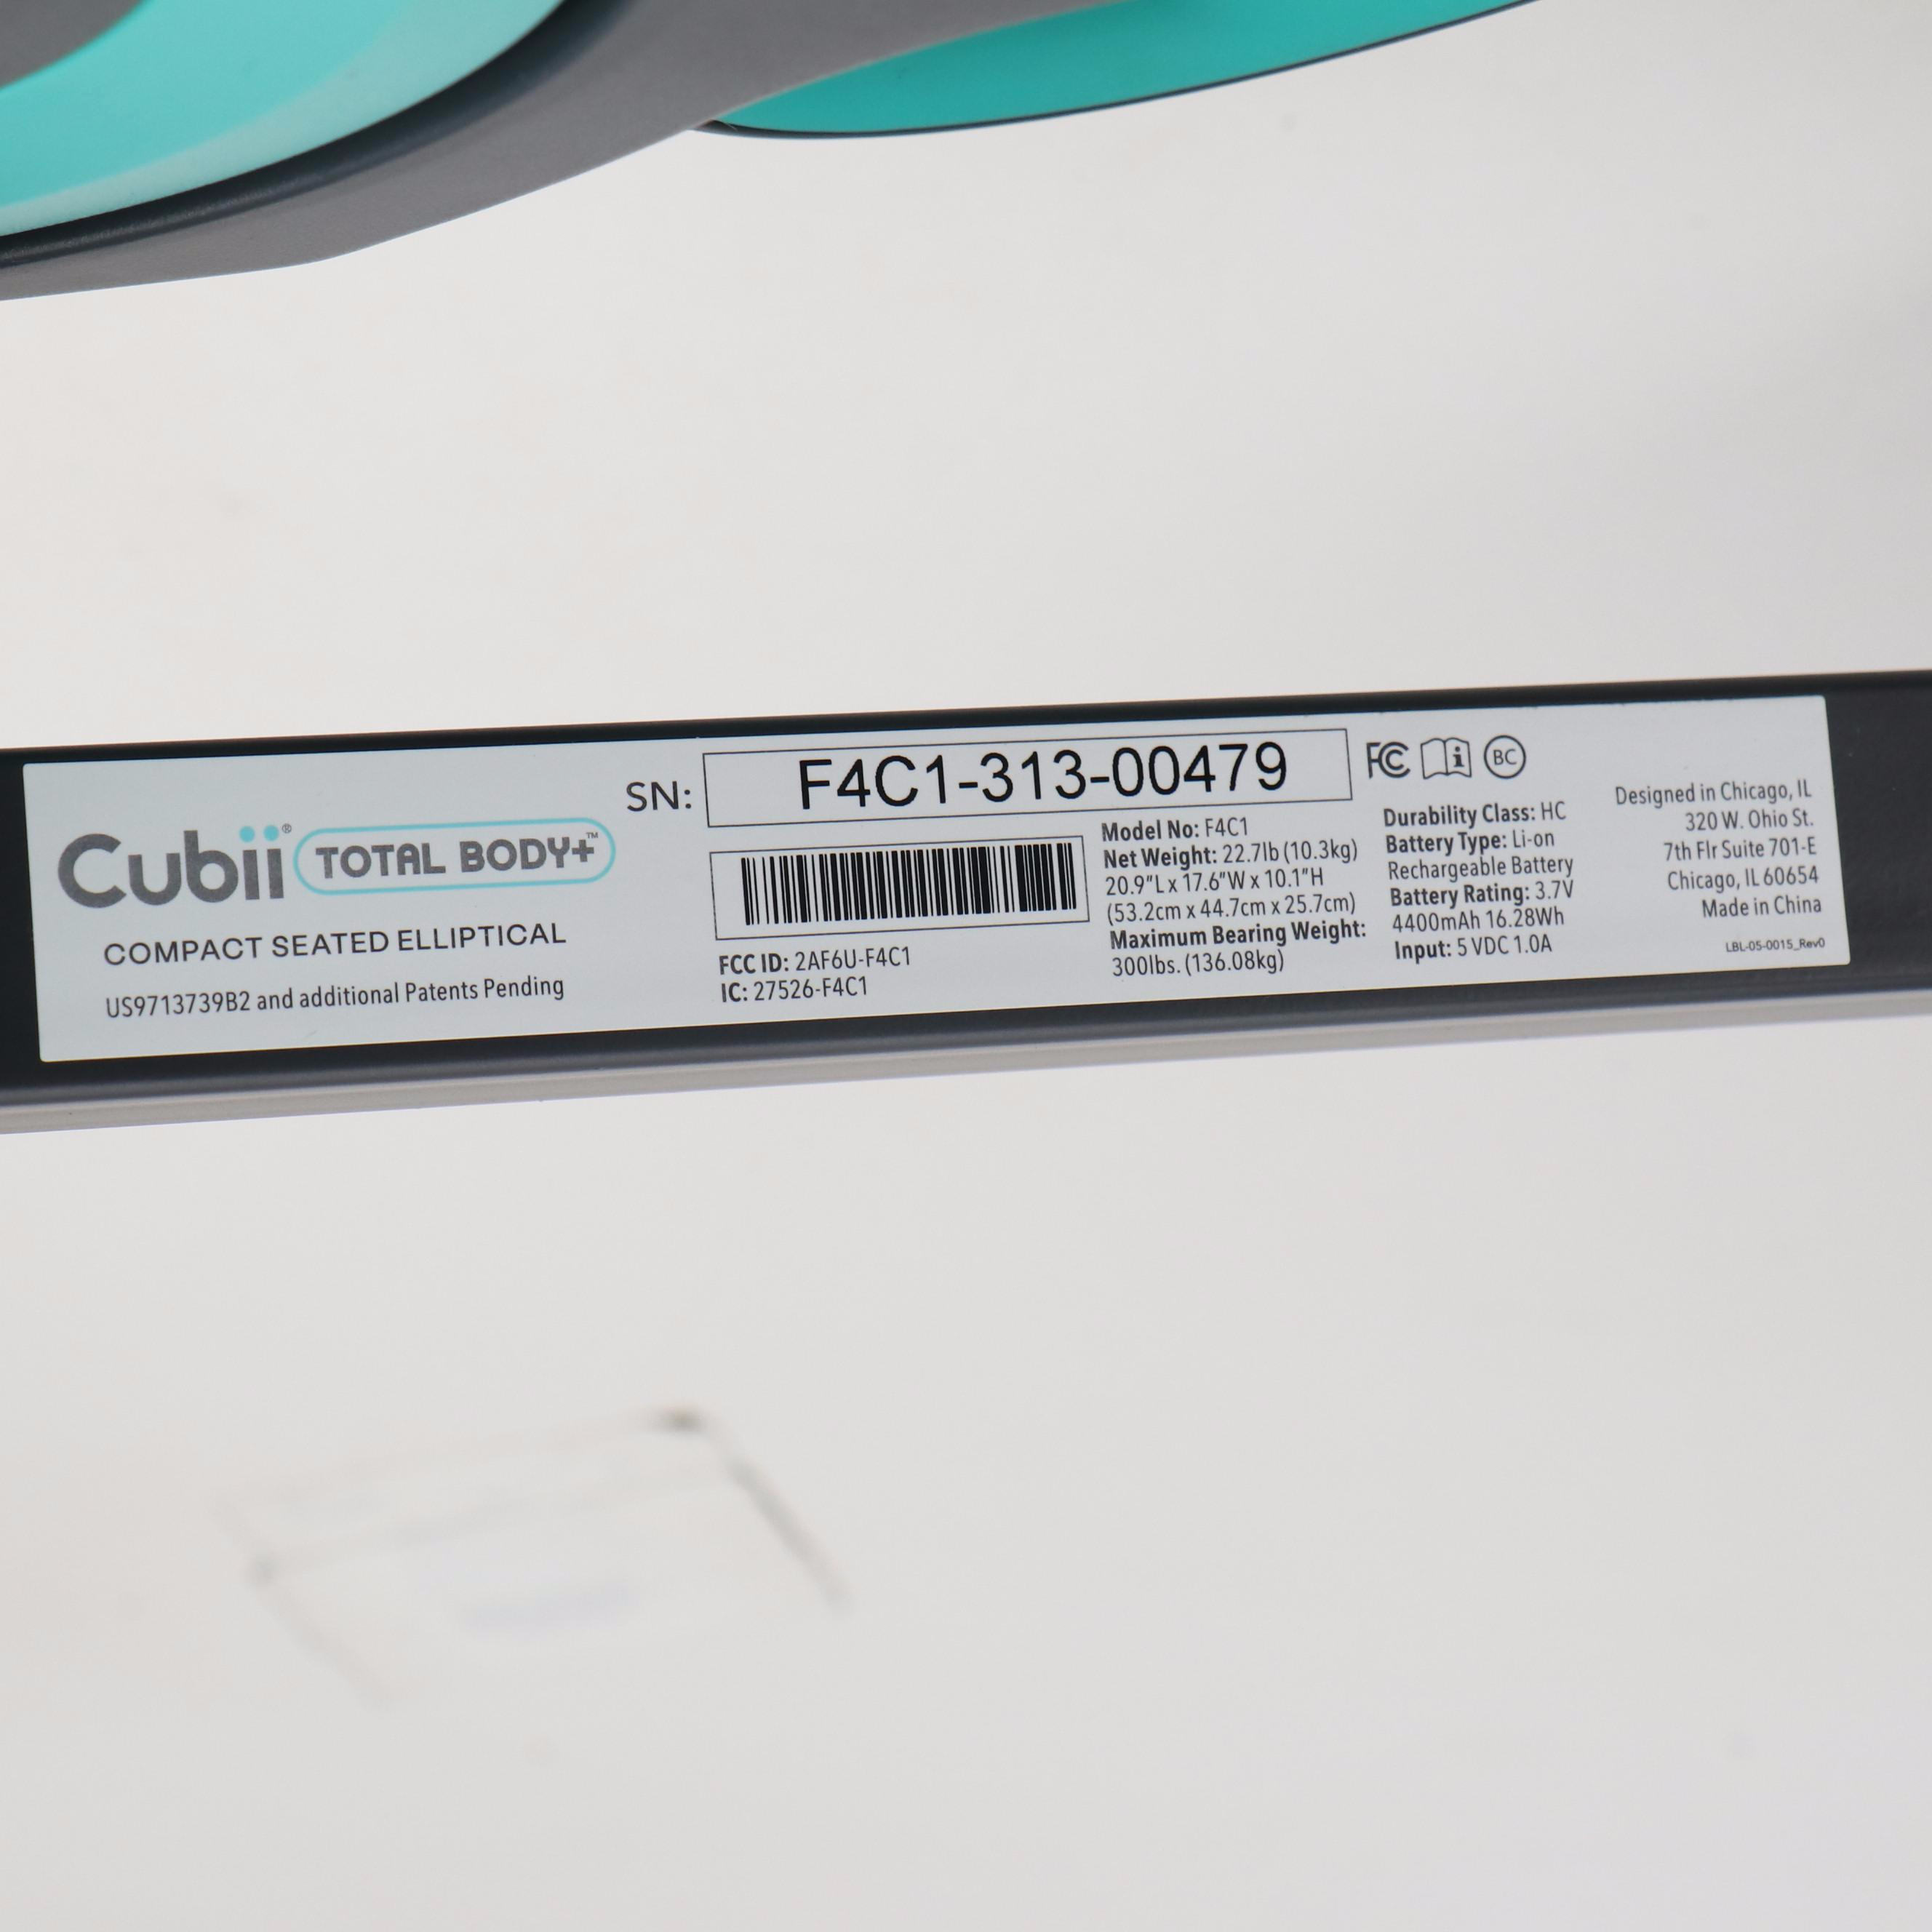 Cubii® TOTAL BODY+™
COMPACT SEATED ELLIPTICAL
US9713739B2 and additional Patents Pending
SN: F4C1-313-00479
FCC ID: 2AF6U-F4C1
IC: 27526-F4C1
Model No: F4C1
Net Weight: 22.7lb (10.3kg)
20.9"L x 17.6"W x 10.1"H
(53.2cm x 44.7cm x 25.7cm)
Maximum Bearing Weight:
300lbs. (136.08kg)
FC i BC
Durability Class: HC
Battery Type: Li-on
Rechargeable Battery
Battery Rating: 3.7V
4400mAh 16.28Wh
Input: 5 VDC 1.0A
Designed in Chicago, IL
320 W. Ohio St.
7th Flr Suite 701-E
Chicago, IL 60654
Made in China
LBL-05-0015_Rev0